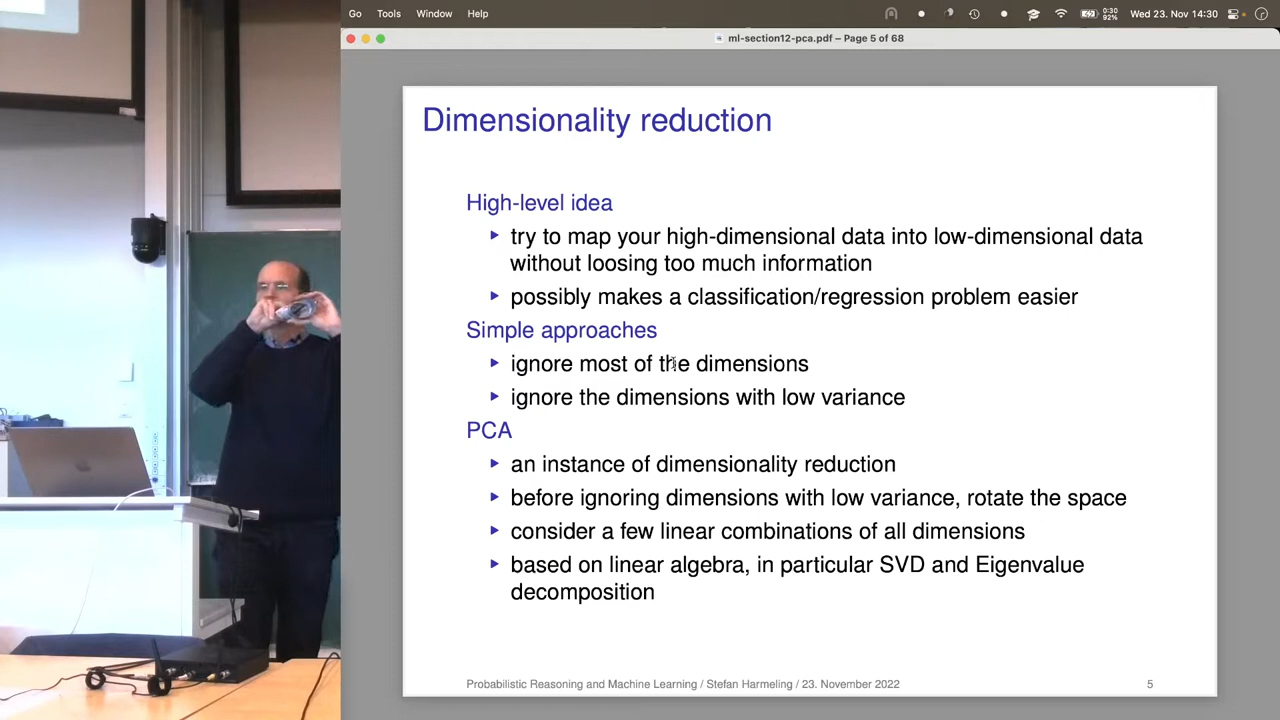 Go Tools Window Help 0:30 92% Wed 23. Nov 14:30
ml-section12-pca.pdf – Page 5 of 68
Dimensionality reduction
High-level idea
try to map your high-dimensional data into low-dimensional data
without loosing too much information
possibly makes a classification/regression problem easier
Simple approaches
ignore most of the dimensions
ignore the dimensions with low variance
PCA
an instance of dimensionality reduction
before ignoring dimensions with low variance, rotate the space
consider a few linear combinations of all dimensions
based on linear algebra, in particular SVD and Eigenvalue
decomposition
Probabilistic Reasoning and Machine Learning / Stefan Harmeling / 23. November 2022 5